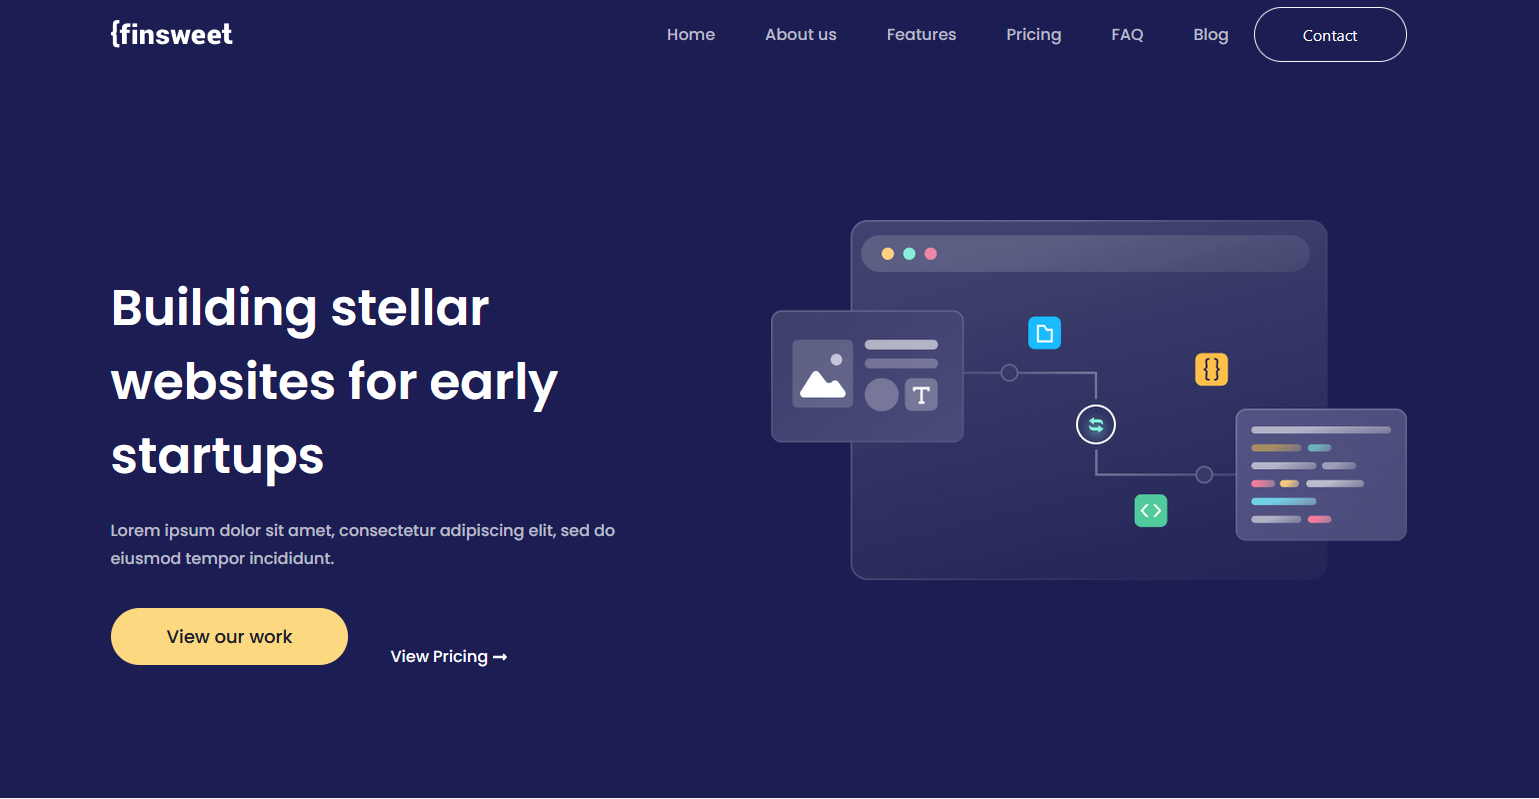 {finsweet
Home About us Features Pricing FAQ Blog Contact
Building stellar
websites for early
startups
Lorem ipsum dolor sit amet, consectetur adipiscing elit, sed do
eiusmod tempor incididunt.
View our work
View Pricing →
T
{}
<>